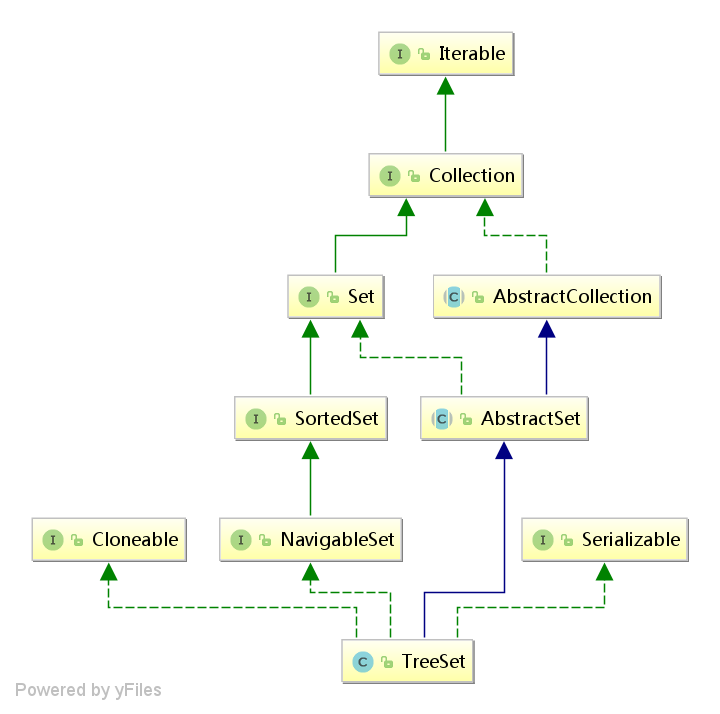 I Iterable
I Collection
I Set
C AbstractCollection
I SortedSet
C AbstractSet
I Cloneable
I NavigableSet
I Serializable
C TreeSet
Powered by yFiles